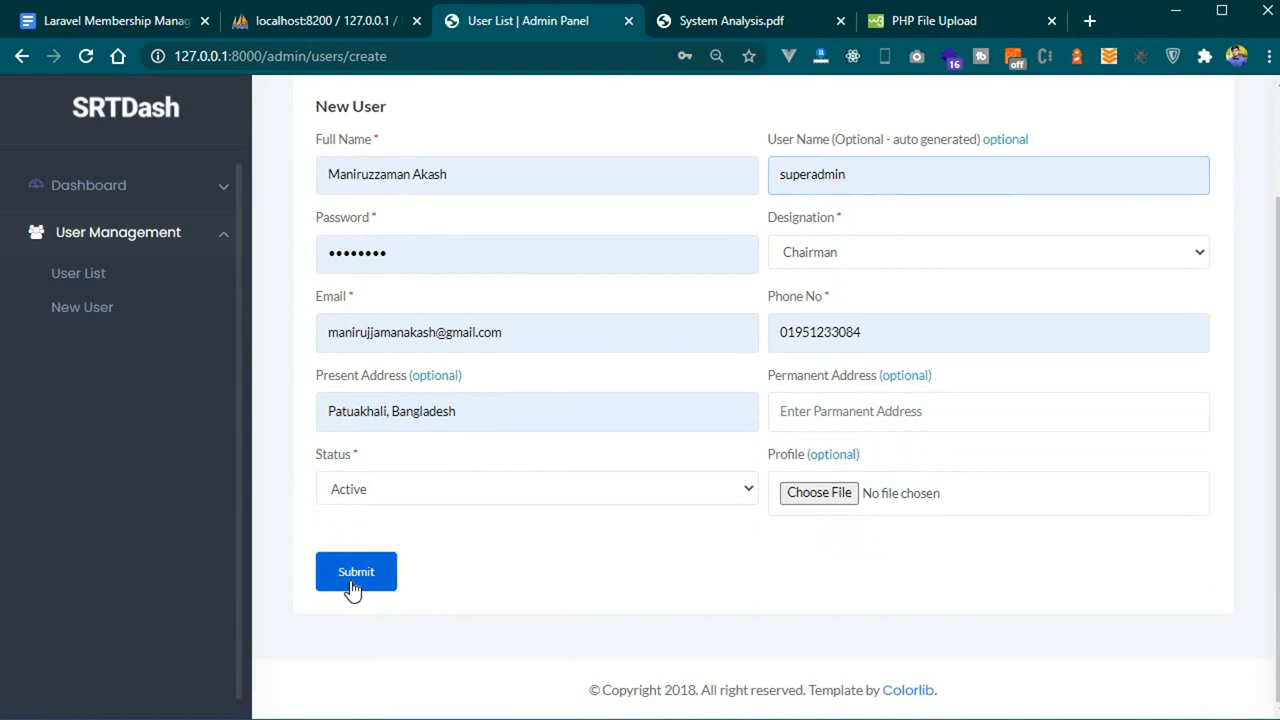 Laravel Membership Manag
localhost:8200 / 127.0.0.1 /
User List | Admin Panel
System Analysis.pdf
PHP File Upload
127.0.0.1:8000/admin/users/create
16
off
SRTDash
Dashboard
User Management
User List
New User
New User
Full Name *
User Name (Optional - auto generated) optional
Maniruzzaman Akash
superadmin
Password *
Designation *
••••••••
Chairman
Email *
Phone No *
manirujjamanakash@gmail.com
01951233084
Present Address (optional)
Permanent Address (optional)
Patuakhali, Bangladesh
Enter Parmanent Address
Status *
Profile (optional)
Active
Choose File No file chosen
Submit
© Copyright 2018. All right reserved. Template by Colorlib.